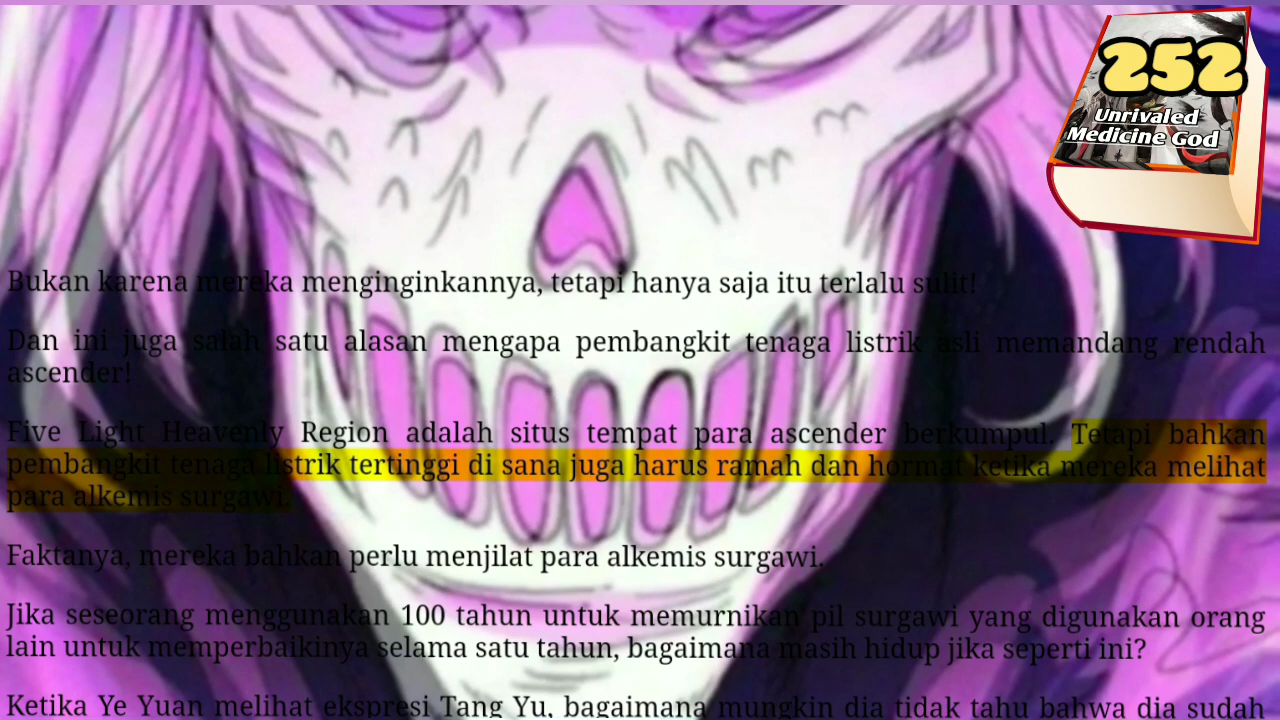 252
Unrivaled
Medicine God
Bukan karena mereka menginginkannya, tetapi hanya saja itu terlalu sulit!
Dan ini juga salah satu alasan mengapa pembangkit tenaga listrik asli memandang rendah
ascender!
Five Light Heavenly Region adalah situs tempat para ascender berkumpul. Tetapi bahkan
pembangkit tenaga listrik tertinggi di sana juga harus ramah dan hormat ketika mereka melihat
para alkemis surgawi.
Faktanya, mereka bahkan perlu menjilat para alkemis surgawi.
Jika seseorang menggunakan 100 tahun untuk memurnikan pil surgawi yang digunakan orang
lain untuk memperbaikinya selama satu tahun, bagaimana masih hidup jika seperti ini?
Ketika Ye Yuan melihat ekspresi Tang Yu, bagaimana mungkin dia tidak tahu bahwa dia sudah